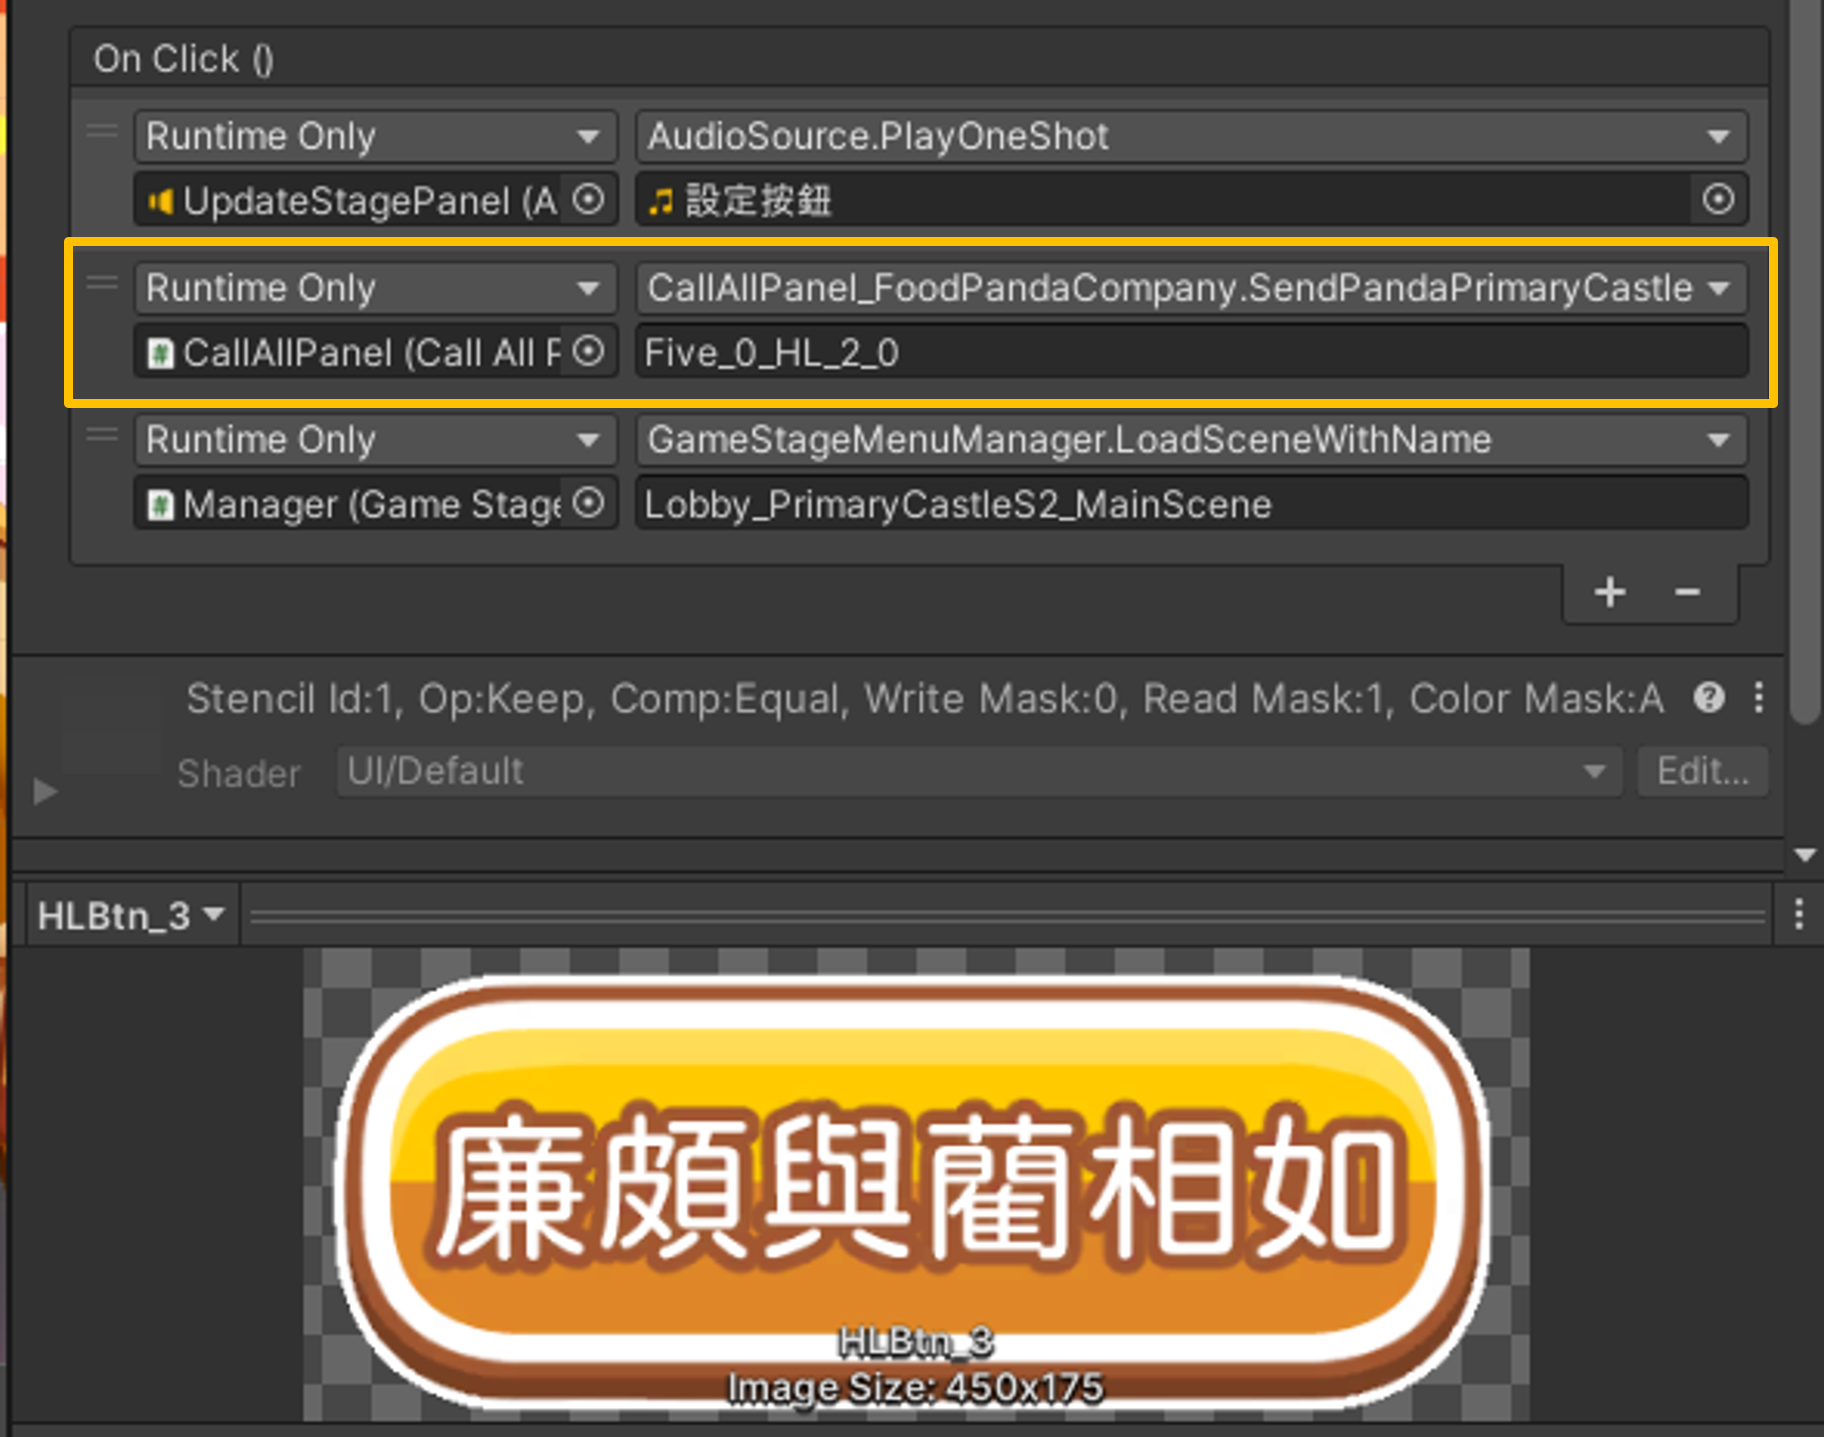 On Click ()
Runtime Only
AudioSource.PlayOneShot
UpdateStagePanel (A
設定按鈕
Runtime Only
CallAllPanel_FoodPandaCompany.SendPandaPrimaryCastle
CallAllPanel (Call All P
Five_0_HL_2_0
Runtime Only
GameStageMenuManager.LoadSceneWithName
Manager (Game Stage
Lobby_PrimaryCastleS2_MainScene
Stencil Id:1, Op:Keep, Comp:Equal, Write Mask:0, Read Mask:1, Color Mask:A
Shader
UI/Default
Edit...
HLBtn_3
廉頗與藺相如
HLBtn_3
Image Size: 450x175